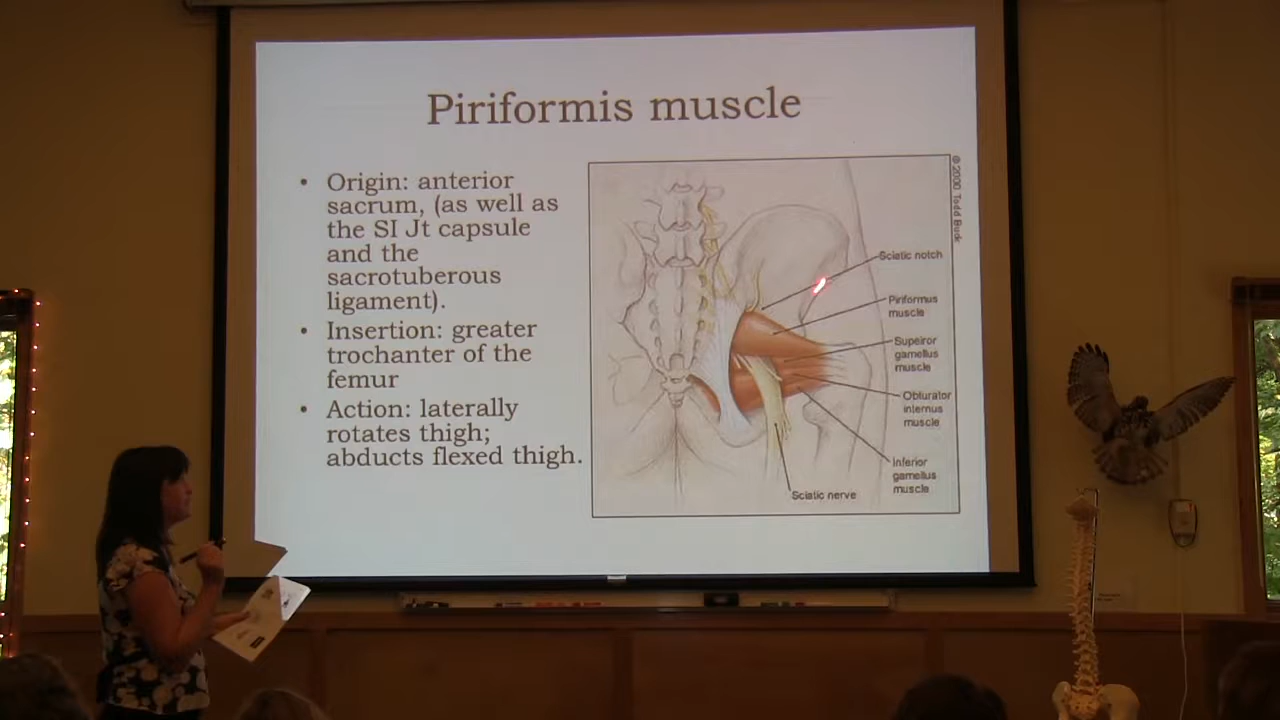 Piriformis muscle
• Origin: anterior
sacrum, (as well as
the SI Jt capsule
and the
sacrotuberous
ligament).
• Insertion: greater
trochanter of the
femur
• Action: laterally
rotates thigh;
abducts flexed thigh.
© 2000 Todd Buck
Sciatic notch
Piriformus
muscle
Supeiror
gamellus
muscle
Obturator
internus
muscle
Inferior
gamellus
muscle
Sciatic nerve